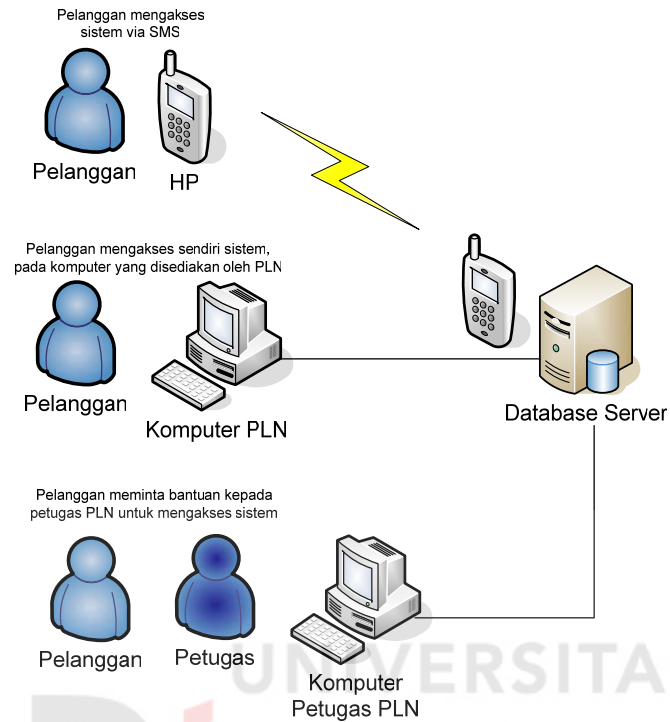 Pelanggan mengakses
sistem via SMS
Pelanggan
HP
Pelanggan mengakses sendiri sistem,
pada komputer yang disediakan oleh PLN
Pelanggan
Komputer PLN
Database Server
Pelanggan meminta bantuan kepada
petugas PLN untuk mengakses sistem
Pelanggan
Petugas
Komputer
Petugas PLN
UNIVERSITA